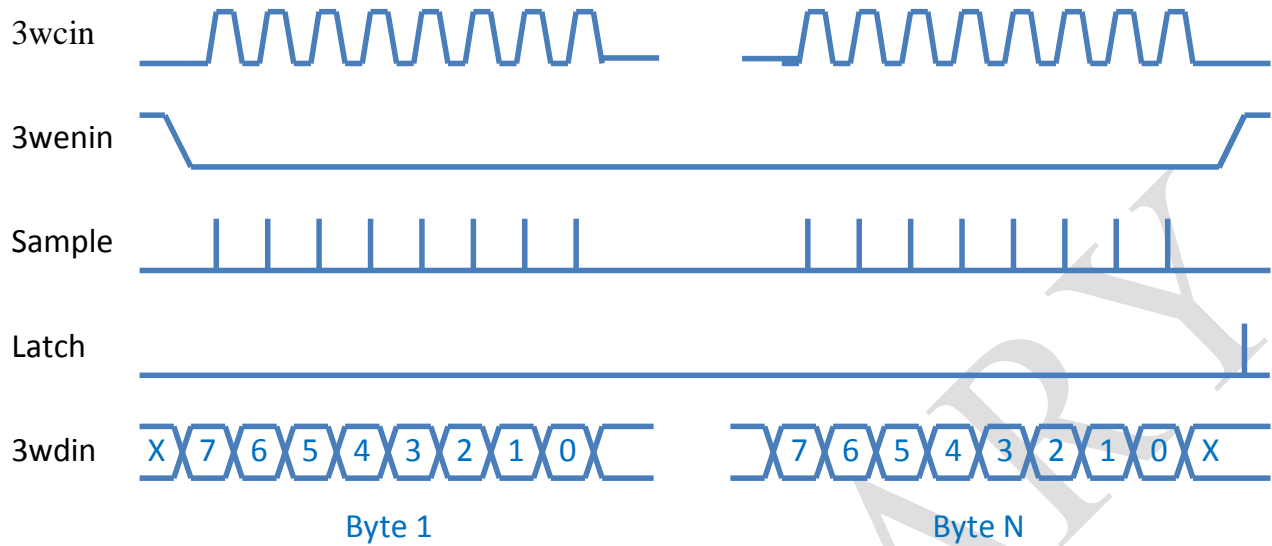 3wcin
3wenin
Sample
Latch
3wdin X 7 6 5 4 3 2 1 0 7 6 5 4 3 2 1 0 X
Byte 1 Byte N
ARY